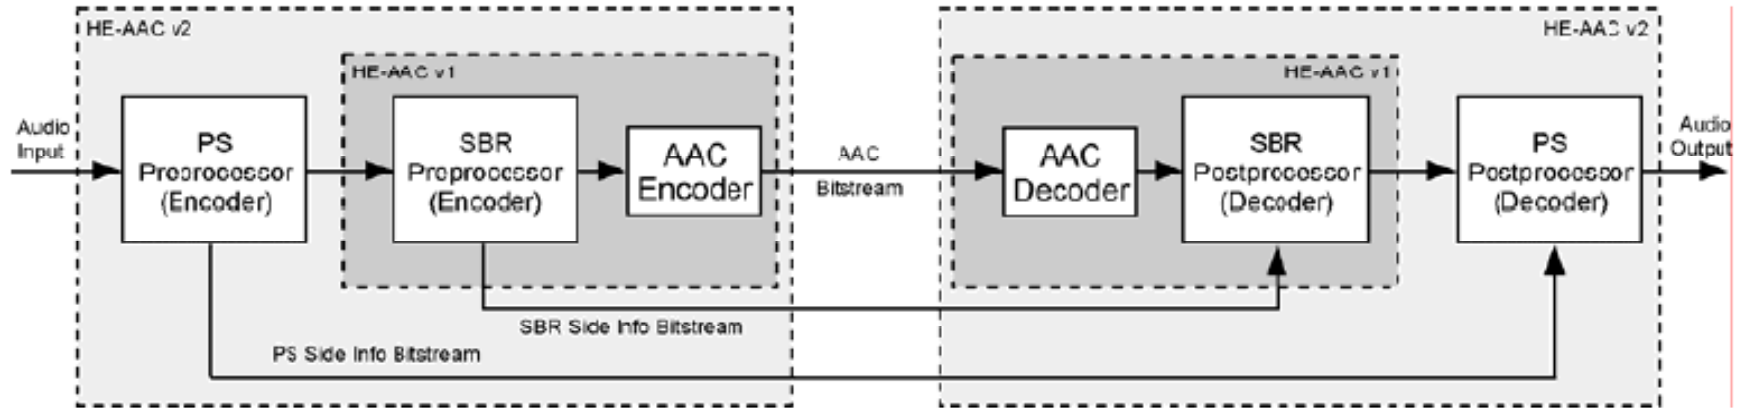 HE-AAC v2
HE-AAC v2
HE-AAC v1
HE-AAC v1
Audio
Input
PS
Preprocessor
(Encoder)
SBR
Preprocessor
(Encoder)
AAC
Encoder
AAC
Bitstream
AAC
Decoder
SBR
Postprocessor
(Decoder)
PS
Postprocessor
(Decoder)
Audio
Output
SBR Side Info Bitstream
PS Side Info Bitstream